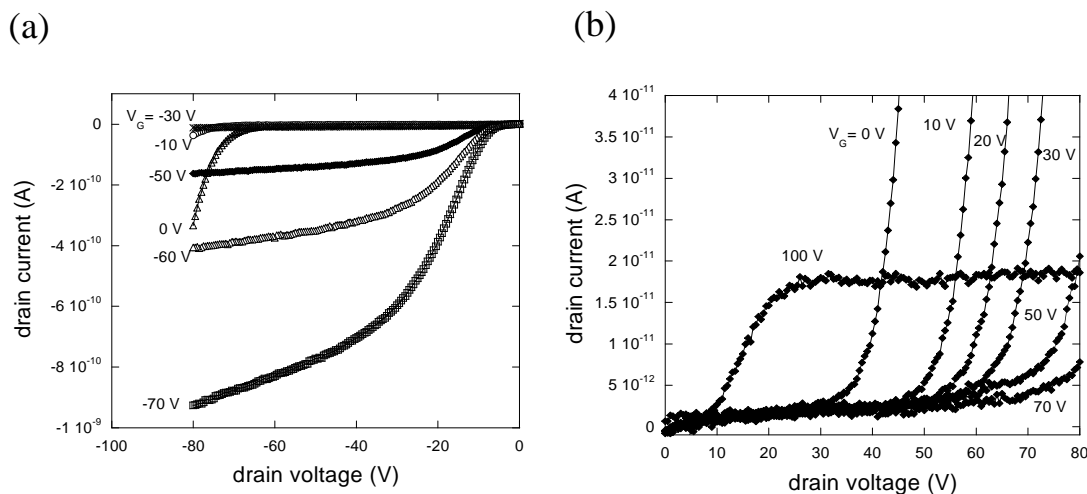 (a)
(b)
0
-2 10-10
-4 10-10
-6 10-10
-8 10-10
-1 10-9
drain current (A)
-100
-80
-60
-40
-20
0
drain voltage (V)
VG= -30 V
-10 V
-50 V
0 V
-60 V
-70 V
4 10-11
3.5 10-11
3 10-11
2.5 10-11
2 10-11
1.5 10-11
1 10-11
5 10-12
0
drain current (A)
0
10
20
30
40
50
60
70
80
drain voltage (V)
VG= 0 V
10 V
20 V
30 V
100 V
50 V
70 V